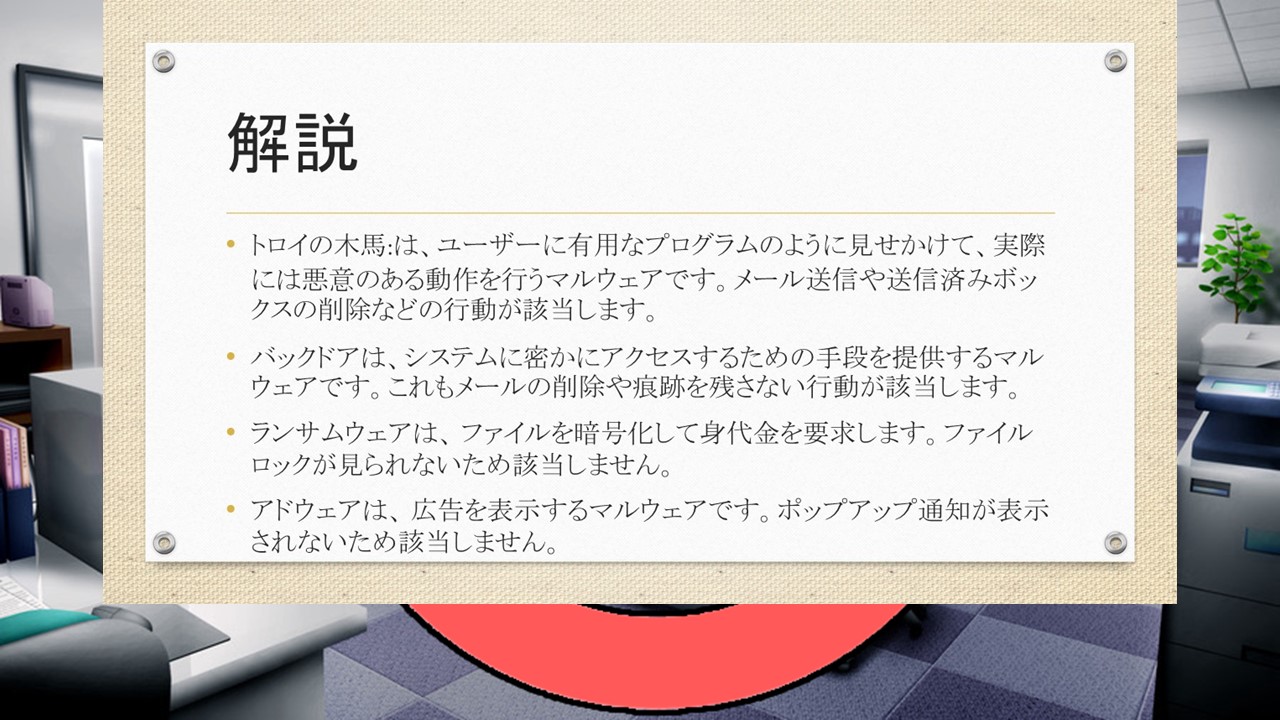 解説
• トロイの木馬:は、ユーザーに有用なプログラムのように見せかけて、実際
には悪意のある動作を行うマルウェアです。メール送信や送信済みボッ
クスの削除などの行動が該当します。
• バックドアは、システムに密かにアクセスするための手段を提供するマル
ウェアです。これもメールの削除や痕跡を残さない行動が該当します。
• ランサムウェアは、ファイルを暗号化して身代金を要求します。ファイル
ロックが見られないため該当しません。
• アドウェアは、広告を表示するマルウェアです。ポップアップ通知が表示
されないため該当しません。